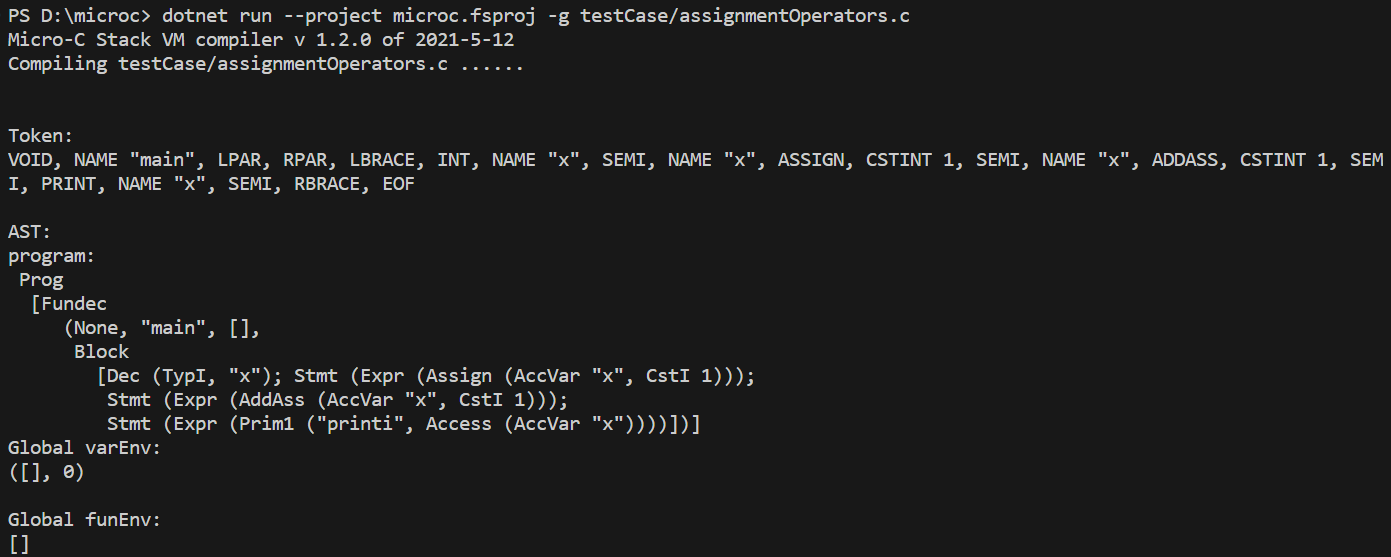 PS D:\microc> dotnet run --project microc.fsproj -g testCase/assignmentOperators.c
Micro-C Stack VM compiler v 1.2.0 of 2021-5-12
Compiling testCase/assignmentOperators.c ......
Token:
VOID, NAME "main", LPAR, RPAR, LBRACE, INT, NAME "x", SEMI, NAME "x", ASSIGN, CSTINT 1, SEMI, NAME "x", ADDASS, CSTINT 1, SEM
I, PRINT, NAME "x", SEMI, RBRACE, EOF
AST:
program:
Prog
[Fundec
(None, "main", [],
Block
[Dec (TypI, "x"); Stmt (Expr (Assign (AccVar "x", CstI 1)));
Stmt (Expr (AddAss (AccVar "x", CstI 1)));
Stmt (Expr (Prim1 ("printi", Access (AccVar "x"))))])]
Global varEnv:
([], 0)
Global funEnv:
[]